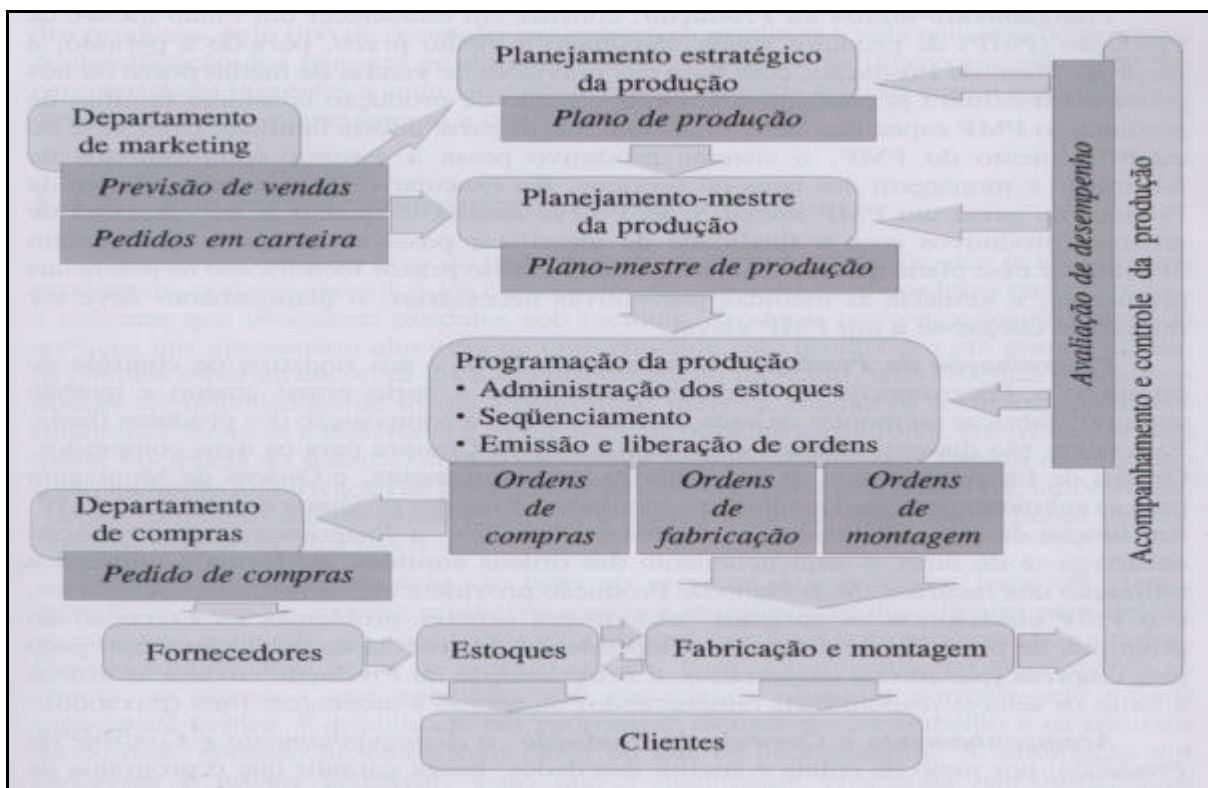 Planejamento estratégico
da produção
Plano de produção
Departamento
de marketing
Previsão de vendas
Pedidos em carteira
Planejamento-mestre
da produção
Plano-mestre de produção
Programação da produção
• Administração dos estoques
• Seqüenciamento
• Emissão e liberação de ordens
Ordens
de
compras
Ordens
de
fabricação
Ordens
de
montagem
Departamento
de compras
Pedido de compras
Fornecedores
Estoques
Fabricação e montagem
Clientes
Avaliação de desempenho
Acompanhamento e controle da produção